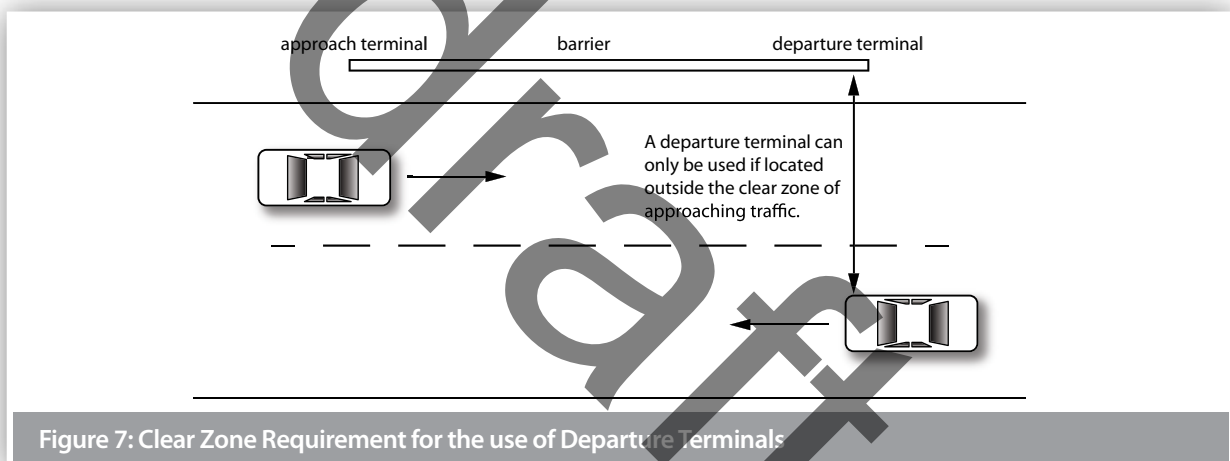 approach terminal
barrier
departure terminal
A departure terminal can
only be used if located
outside the clear zone of
approaching traffic.
draft
Figure 7: Clear Zone Requirement for the use of Departure Terminals